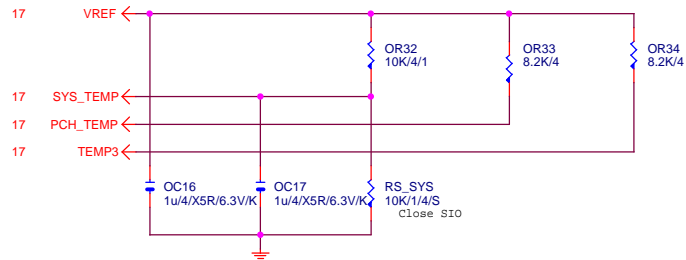 17 VREF
OR32
10K/4/1
OR33
8.2K/4
OR34
8.2K/4
17 SYS_TEMP
17 PCH_TEMP
17 TEMP3
OC16
1u/4/X5R/6.3V/K
OC17
1u/4/X5R/6.3V/K
RS_SYS
10K/1/4/S
Close SIO